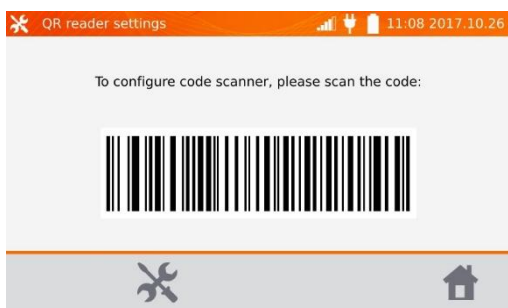 QR reader settings
11:08 2017.10.26
To configure code scanner, please scan the code: